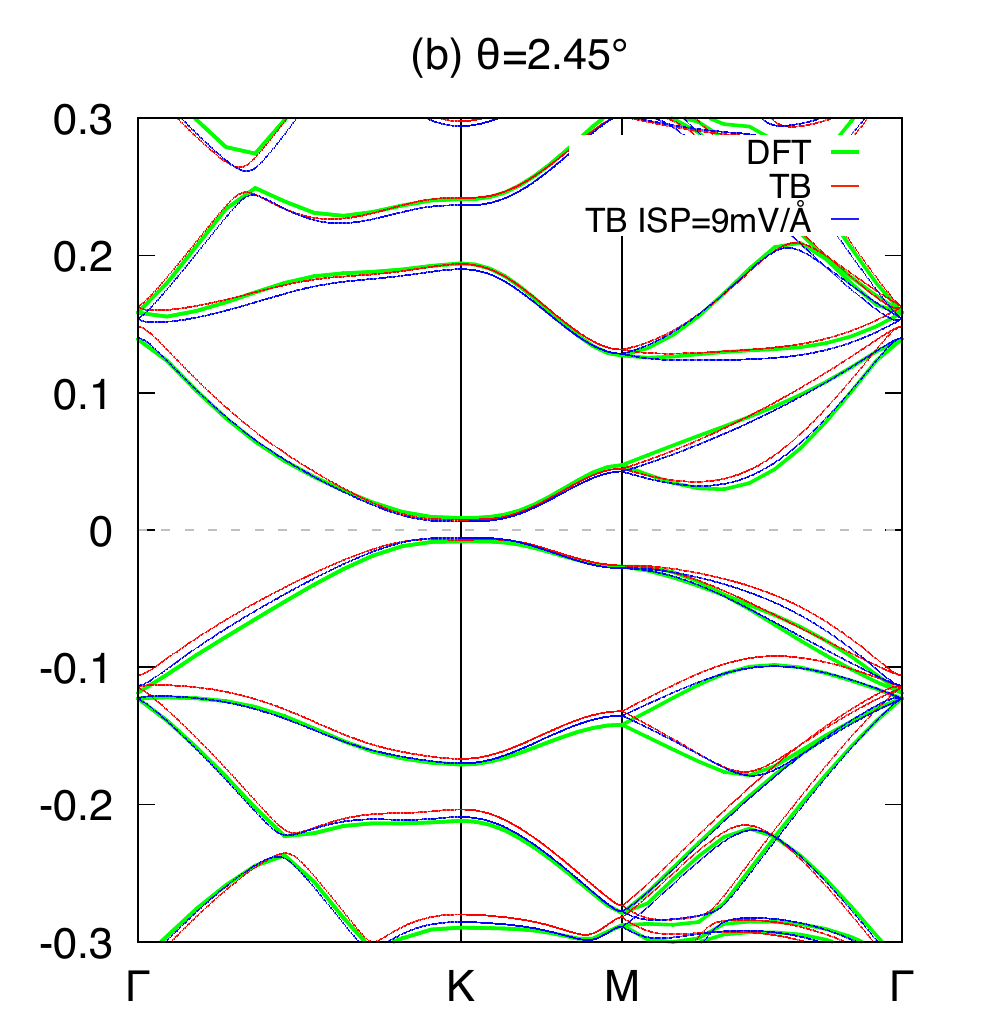 (b) θ=2.45°
0.3
DFT
TB
TB ISP=9mV/Å
0.2
0.1
0
-0.1
-0.2
-0.3
Γ K M Γ